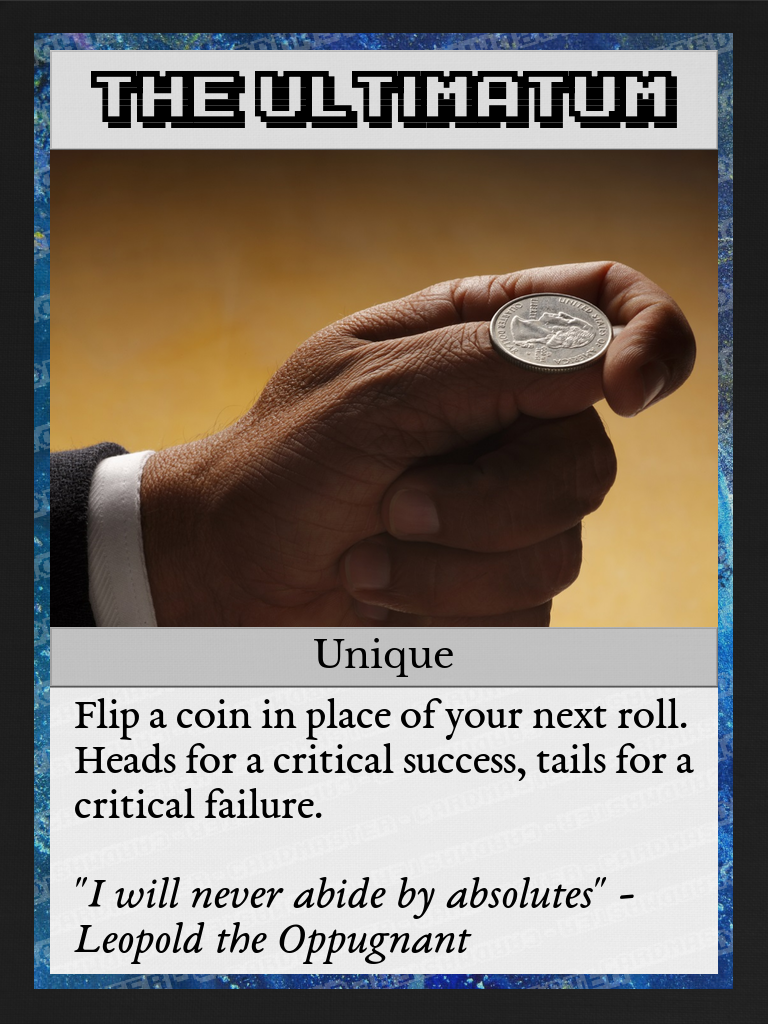 THE ULTIMATUM
Unique
Flip a coin in place of your next roll.
Heads for a critical success, tails for a
critical failure.
"I will never abide by absolutes" -
Leopold the Oppugnant